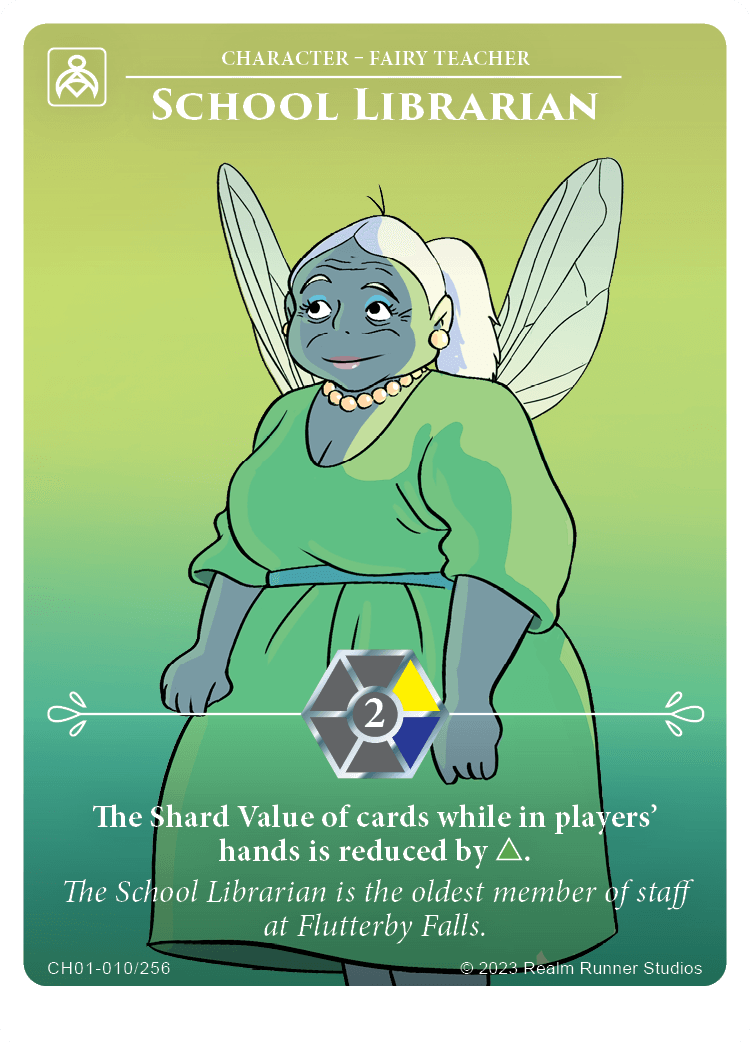 CHARACTER – FAIRY TEACHER
SCHOOL LIBRARIAN
2
The Shard Value of cards while in players’
hands is reduced by .
The School Librarian is the oldest member of staff
at Flutterby Falls.
CH01-010/256
© 2023 Realm Runner Studios